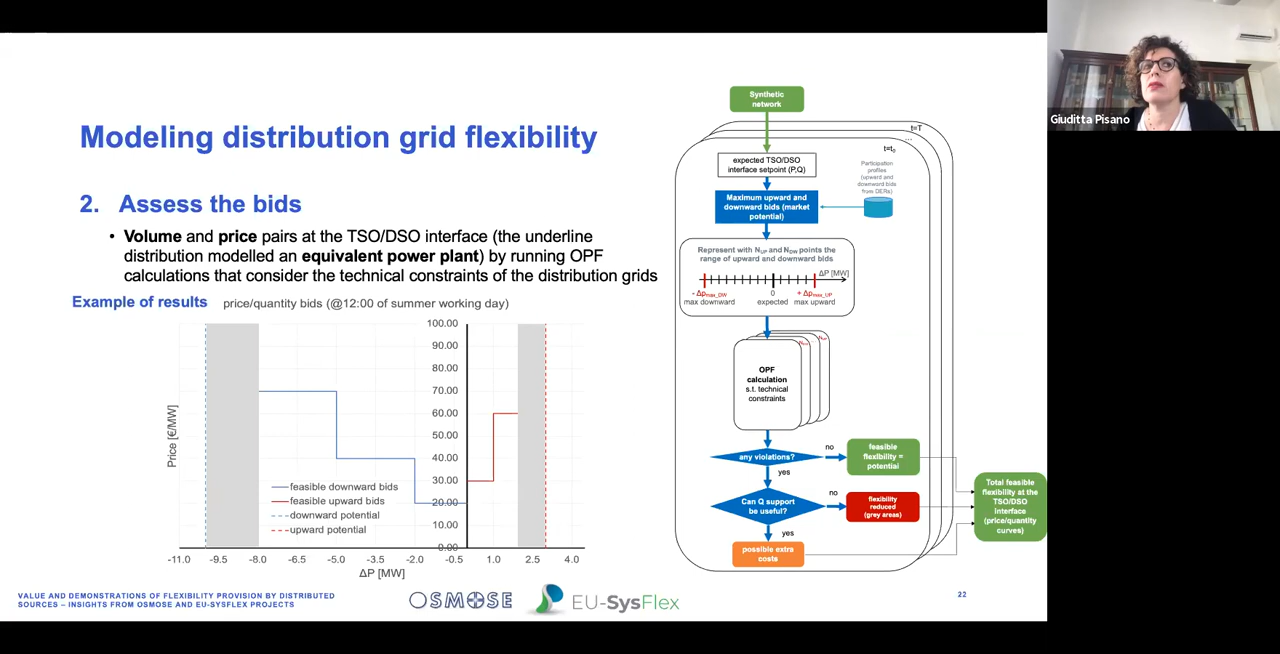 Modeling distribution grid flexibility
2. Assess the bids
• Volume and price pairs at the TSO/DSO interface (the underline
distribution modelled an equivalent power plant) by running OPF
calculations that consider the technical constraints of the distribution grids
Example of results price/quantity bids (@12:00 of summer working day)
100.00
90.00
80.00
70.00
60.00
50.00
40.00
30.00
20.00
10.00
0.00
Price [€/MW]
feasible downward bids
feasible upward bids
downward potential
upward potential
-11.0 -9.5 -8.0 -6.5 -5.0 -3.5 -2.0 -0.5 1.0 2.5 4.0
ΔP [MW]
Synthetic
network
t=T
...
t=t0
expected TSO/DSO
interface setpoint (P,Q)
Participation
profiles
(upward and
downward bids
from DERs)
Maximum upward and
downward bids (market
potential)
Represent with NUP and NDW points the
range of upward and downward bids
ΔP [MW]
- Δpmax_DW 0 + Δpmax_UP
max downward expected max upward
OPF
calculation
s.t. technical
constraints
any violations?
no
feasible
flexibility =
potential
yes
Can Q support
be useful?
no
flexibility
reduced
(grey areas)
yes
possible extra
costs
Total feasible
flexibility at the
TSO/DSO
interface
(price/quantity
curves)
VALUE AND DEMONSTRATIONS OF FLEXIBILITY PROVISION BY DISTRIBUTED
SOURCES – INSIGHTS FROM OSMOSE AND EU-SYSFLEX PROJECTS
OSMOSE
EU-SysFlex
22
Giuditta Pisano